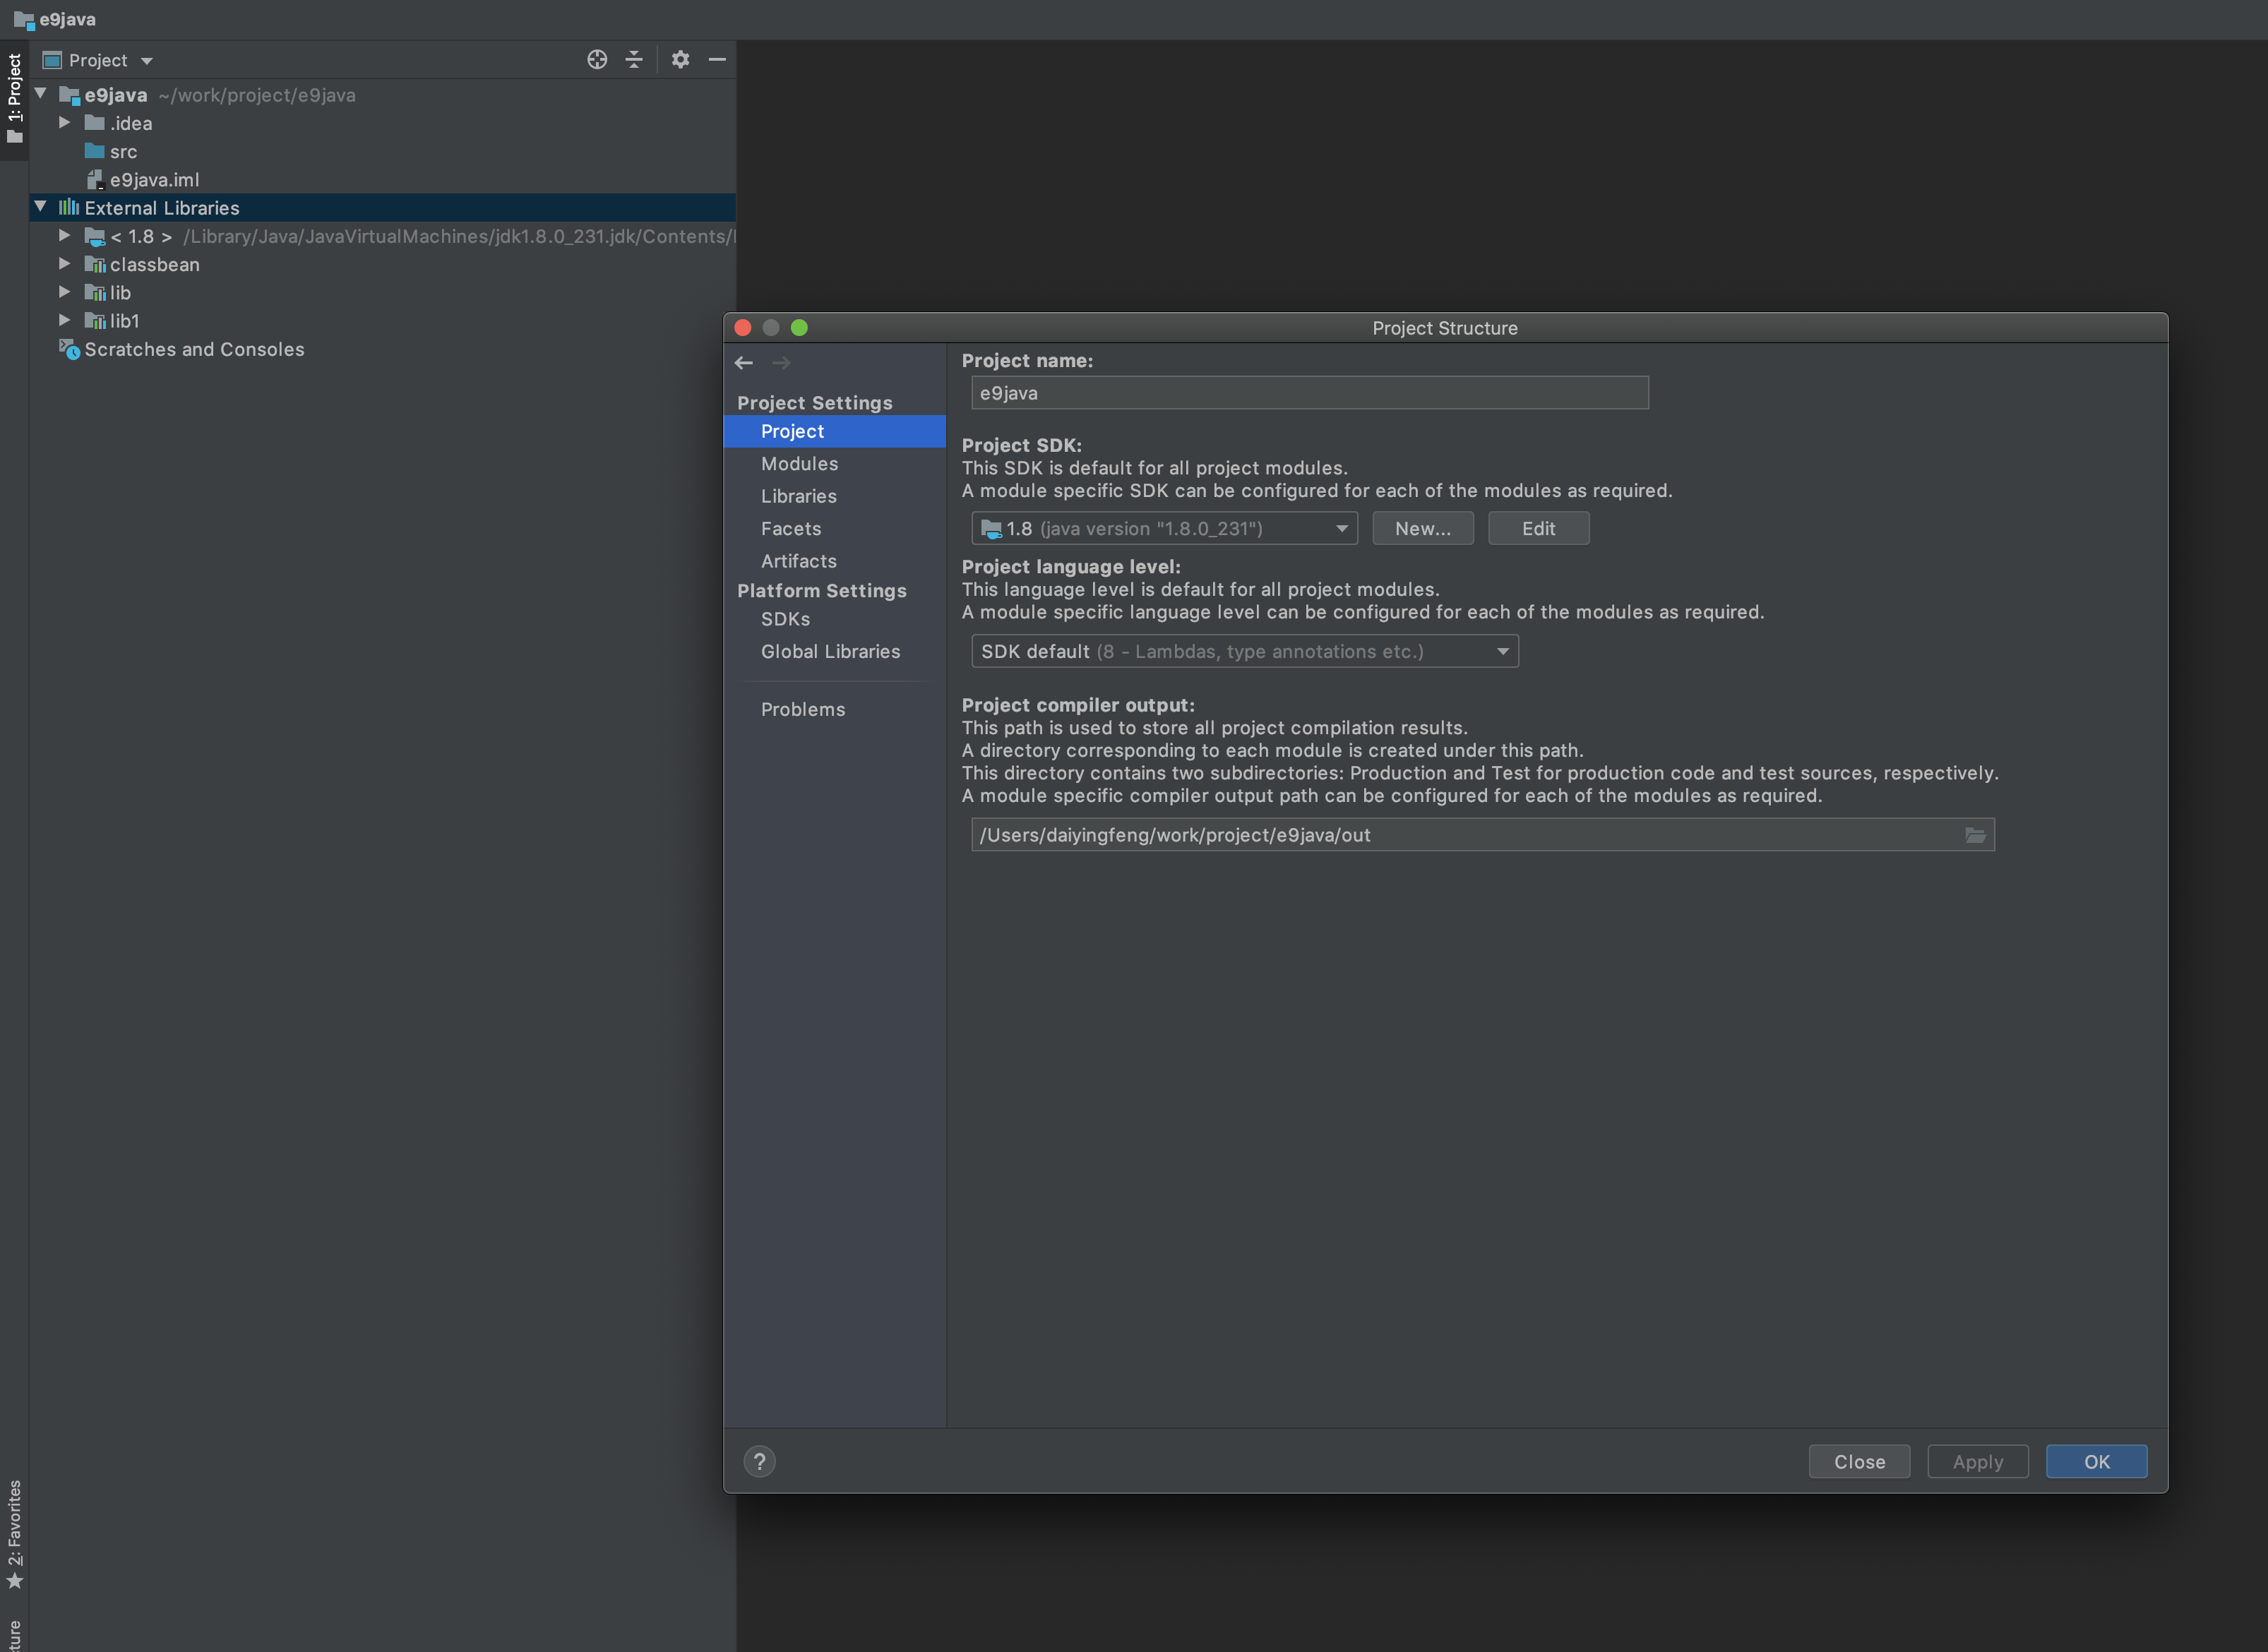 e9java
1: Project
Project
e9java ~/work/project/e9java
.idea
src
e9java.iml
External Libraries
< 1.8 > /Library/Java/JavaVirtualMachines/jdk1.8.0_231.jdk/Contents/
classbean
lib
lib1
Scratches and Consoles
2: Favorites
Project Structure
Project Settings
Project
Modules
Libraries
Facets
Artifacts
Platform Settings
SDKs
Global Libraries
Problems
Project name:
e9java
Project SDK:
This SDK is default for all project modules.
A module specific SDK can be configured for each of the modules as required.
1.8 (java version "1.8.0_231") New... Edit
Project language level:
This language level is default for all project modules.
A module specific language level can be configured for each of the modules as required.
SDK default (8 - Lambdas, type annotations etc.)
Project compiler output:
This path is used to store all project compilation results.
A directory corresponding to each module is created under this path.
This directory contains two subdirectories: Production and Test for production code and test sources, respectively.
A module specific compiler output path can be configured for each of the modules as required.
/Users/daiyingfeng/work/project/e9java/out
? Close Apply OK